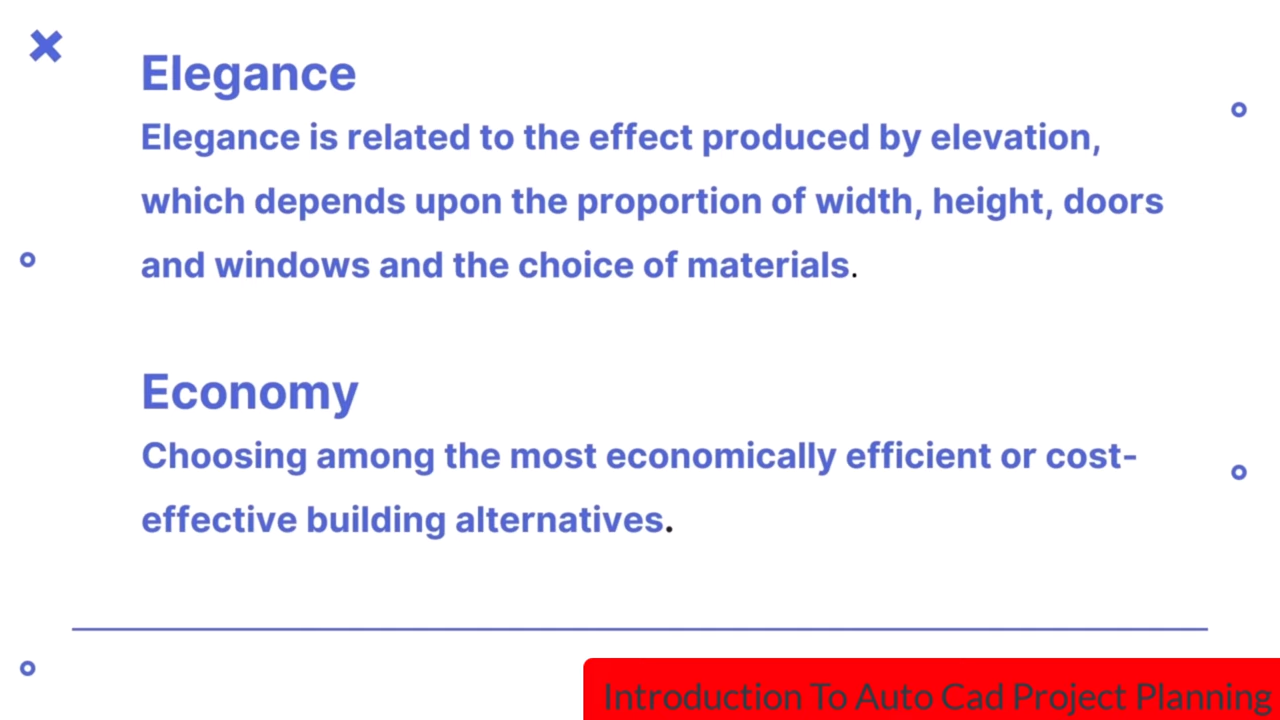 Elegance
Elegance is related to the effect produced by elevation,
which depends upon the proportion of width, height, doors
and windows and the choice of materials.
Economy
Choosing among the most economically efficient or cost-
effective building alternatives.
Introduction To Auto Cad Project Planning